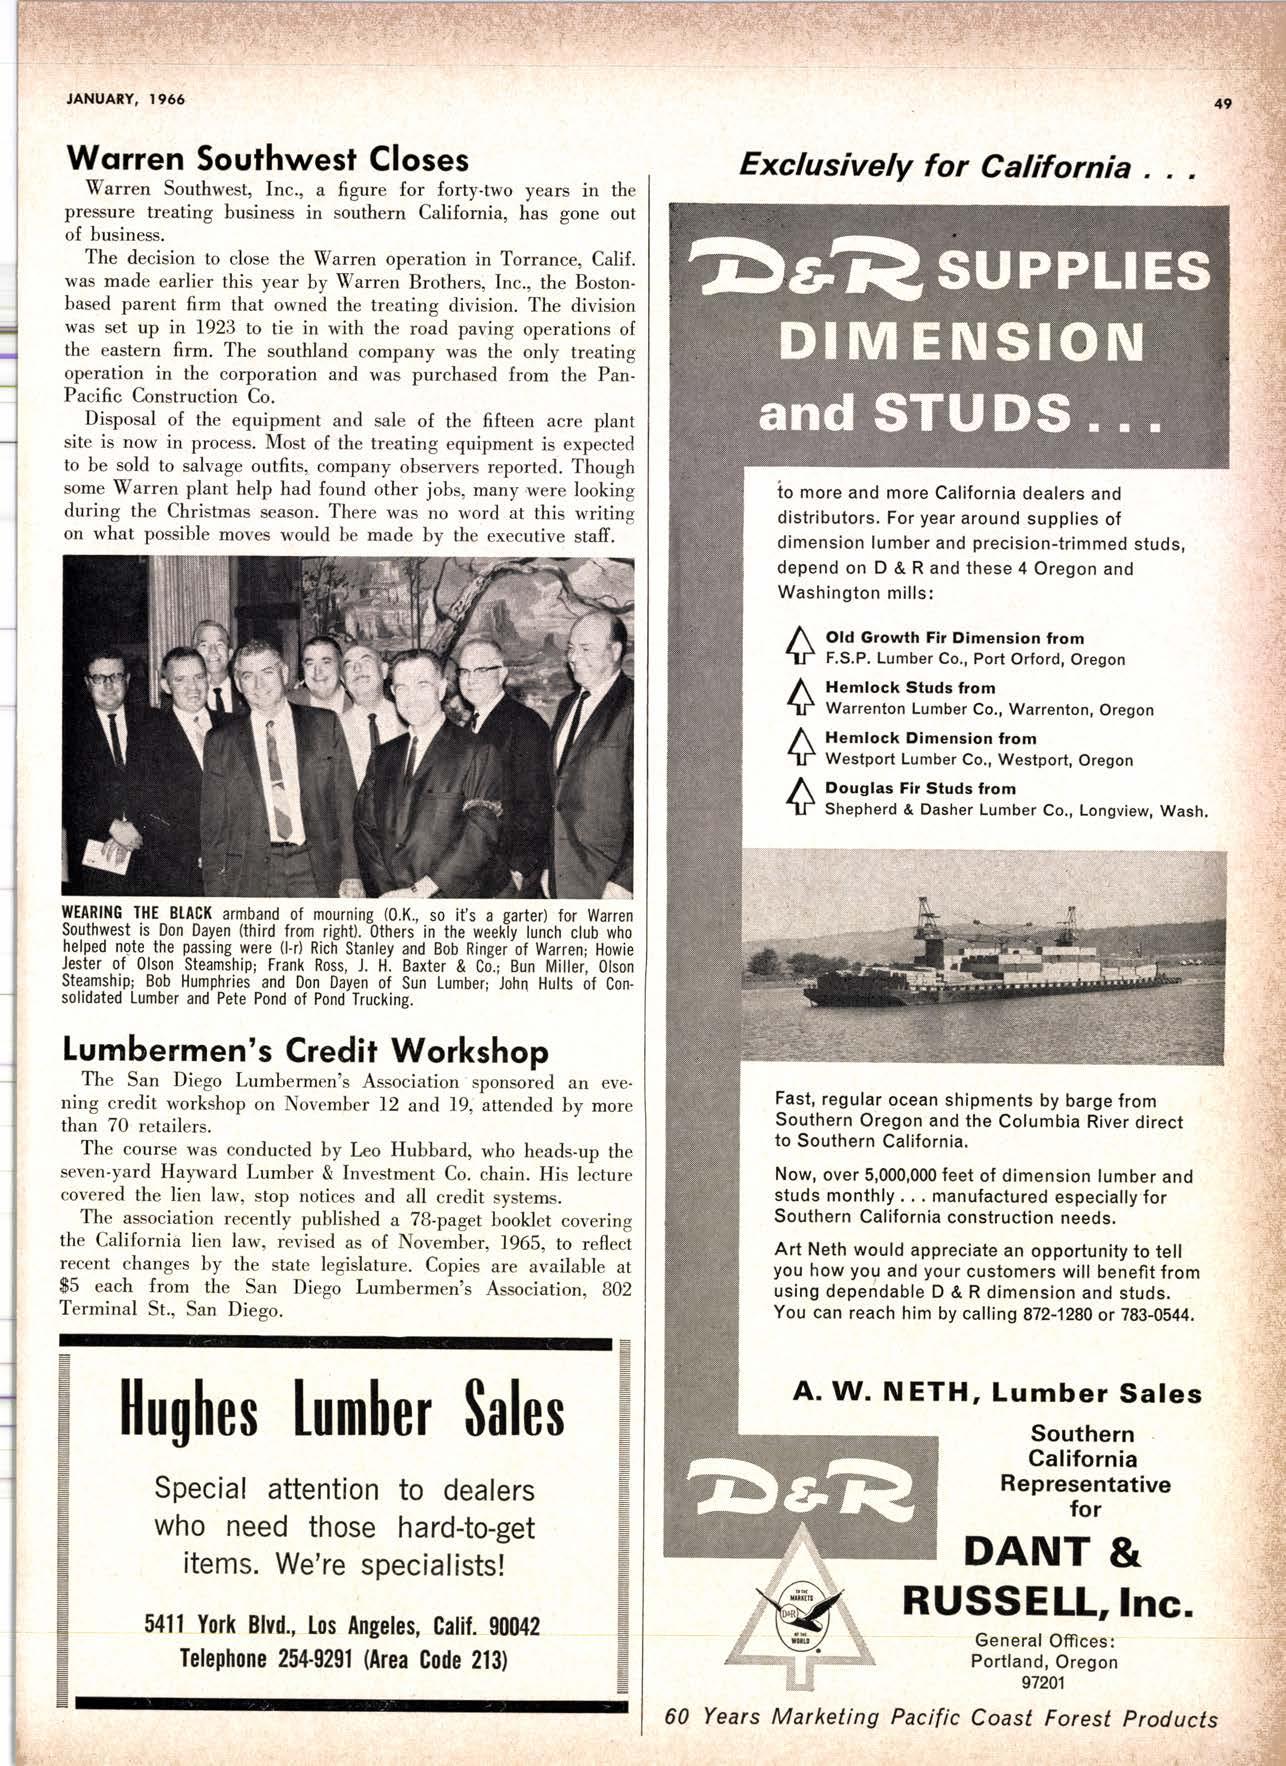 JANUARY, 1966
49
Warren Southwest Closes
Warren Southwest, Inc., a figure for forty-two years in the
pressure treating business in southern California, has gone out
of business.
The decision to close the Warren operation in Torrance, Calif.
was made earlier this year by Warren Brothers, Inc., the Boston-
based parent firm that owned the treating division. The division
was set up in 1923 to tie in with the road paving operations of
the eastern firm. The southland company was the only treating
operation in the corporation and was purchased from the Pan-
Pacific Construction Co.
Disposal of the equipment and sale of the fifteen acre plant
site is now in process. Most of the treating equipment is expected
to be sold to salvage outfits, company observers reported. Though
some Warren plant help had found other jobs, many were looking
during the Christmas season. There was no word at this writing
on what possible moves would be made by the executive staff.
WEARING THE BLACK armband of mourning (O.K., so it's a garter) for Warren
Southwest is Don Dayen (third from right). Others in the weekly lunch club who
helped note the passing were (l-r) Rich Stanley and Bob Ringer of Warren; Howie
Jester of Olson Steamship; Frank Ross, J. H. Baxter & Co.; Bun Miller, Olson
Steamship; Bob Humphries and Don Dayen of Sun Lumber; John Hults of Con-
solidated Lumber and Pete Pond of Pond Trucking.
Lumbermen's Credit Workshop
The San Diego Lumbermen's Association sponsored an eve-
ning credit workshop on November 12 and 19, attended by more
than 70 retailers.
The course was conducted by Leo Hubbard, who heads-up the
seven-yard Hayward Lumber & Investment Co. chain. His lecture
covered the lien law, stop notices and all credit systems.
The association recently published a 78-paget booklet covering
the California lien law, revised as of November, 1965, to reflect
recent changes by the state legislature. Copies are available at
$5 each from the San Diego Lumbermen's Association, 802
Terminal St., San Diego.
Hughes Lumber Sales
Special attention to dealers
who need those hard-to-get
items. We're specialists!
5411 York Blvd., Los Angeles, Calif. 90042
Telephone 254-9291 (Area Code 213)
Exclusively for California . . .
D&R SUPPLIES
DIMENSION
and STUDS . . .
to more and more California dealers and
distributors. For year around supplies of
dimension lumber and precision-trimmed studs,
depend on D & R and these 4 Oregon and
Washington mills:
Old Growth Fir Dimension from
F.S.P. Lumber Co., Port Orford, Oregon
Hemlock Studs from
Warrenton Lumber Co., Warrenton, Oregon
Hemlock Dimension from
Westport Lumber Co., Westport, Oregon
Douglas Fir Studs from
Shepherd & Dasher Lumber Co., Longview, Wash.
Fast, regular ocean shipments by barge from
Southern Oregon and the Columbia River direct
to Southern California.
Now, over 5,000,000 feet of dimension lumber and
studs monthly . . . manufactured especially for
Southern California construction needs.
Art Neth would appreciate an opportunity to tell
you how you and your customers will benefit from
using dependable D & R dimension and studs.
You can reach him by calling 872-1280 or 783-0544.
A. W. NETH, Lumber Sales
Southern
California
Representative
for
DANT &
RUSSELL, Inc.
General Offices:
Portland, Oregon
97201
D&R
TO THE
MARKETS
D&R
OF THE
WORLD
60 Years Marketing Pacific Coast Forest Products